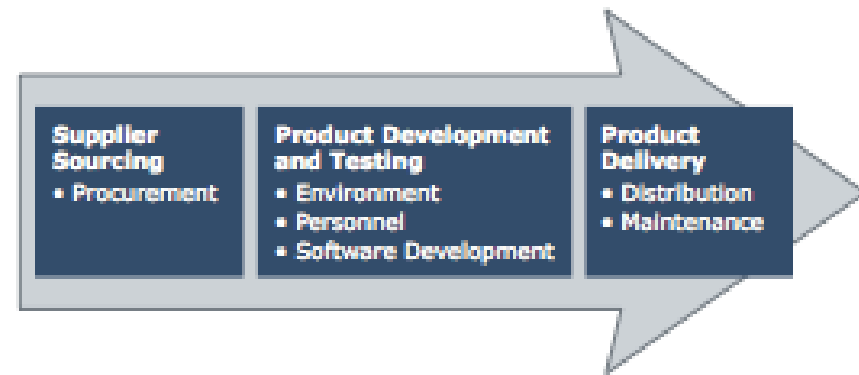 Supplier
Sourcing
• Procurement
Product Development
and Testing
• Environment
• Personnel
• Software Development
Product
Delivery
• Distribution
• Maintenance